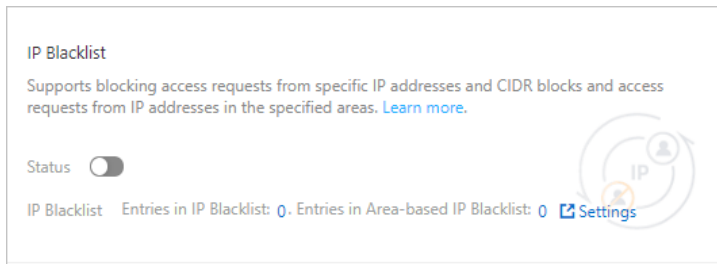 IP Blacklist
Supports blocking access requests from specific IP addresses and CIDR blocks and access
requests from IP addresses in the specified areas. Learn more.
Status
IP
IP Blacklist Entries in IP Blacklist: 0. Entries in Area-based IP Blacklist: 0 Settings